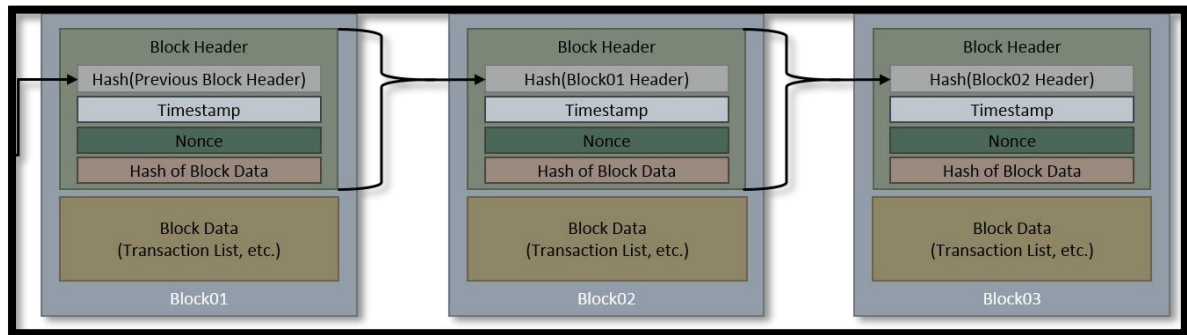 Block Header
Hash(Previous Block Header)
Timestamp
Nonce
Hash of Block Data
Block Data
(Transaction List, etc.)
Block01
Block Header
Hash(Block01 Header)
Timestamp
Nonce
Hash of Block Data
Block Data
(Transaction List, etc.)
Block02
Block Header
Hash(Block02 Header)
Timestamp
Nonce
Hash of Block Data
Block Data
(Transaction List, etc.)
Block03